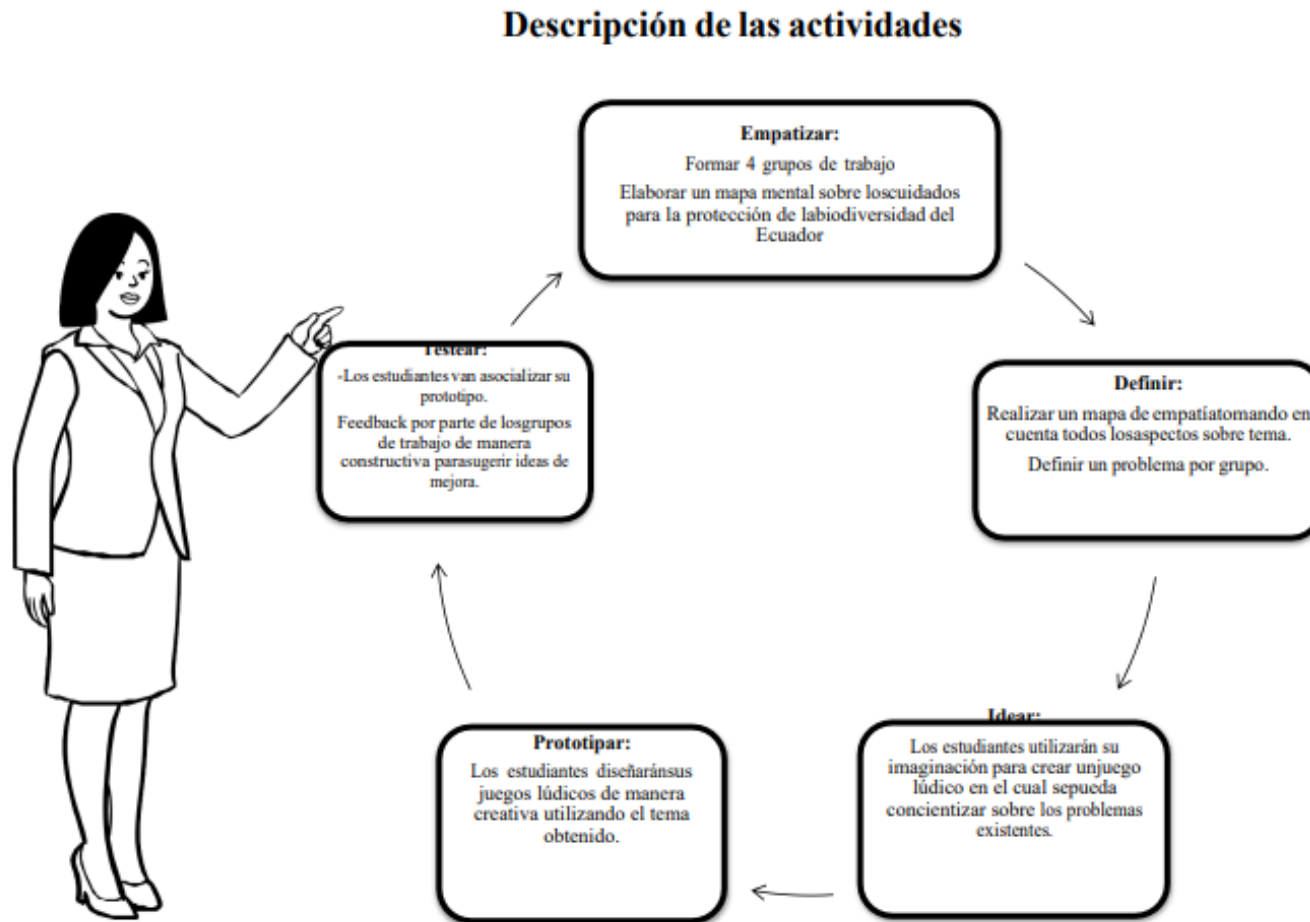 Descripción de las actividades
Empatizar:
Formar 4 grupos de trabajo
Elaborar un mapa mental sobre loscuidados
para la protección de labiodiversidad del
Ecuador
Definir:
Realizar un mapa de empatíatomando en
cuenta todos losaspectos sobre tema.
Definir un problema por grupo.
Idear:
Los estudiantes utilizarán su
imaginación para crear unjuego
lúdico en el cual sepueda
concientizar sobre los problemas
existentes.
Prototipar:
Los estudiantes diseñaránsus
juegos lúdicos de manera
creativa utilizando el tema
obtenido.
Testear:
-Los estudiantes van asocializar su
prototipo.
Feedback por parte de losgrupos
de trabajo de manera
constructiva parasugerir ideas de
mejora.